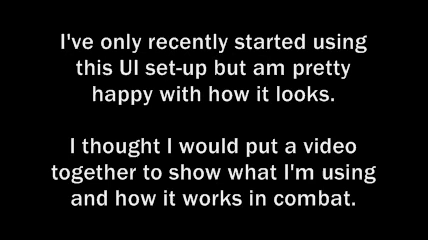 I've only recently started using
this UI set-up but am pretty
happy with how it looks.
I thought I would put a video
together to show what I'm using
and how it works in combat.